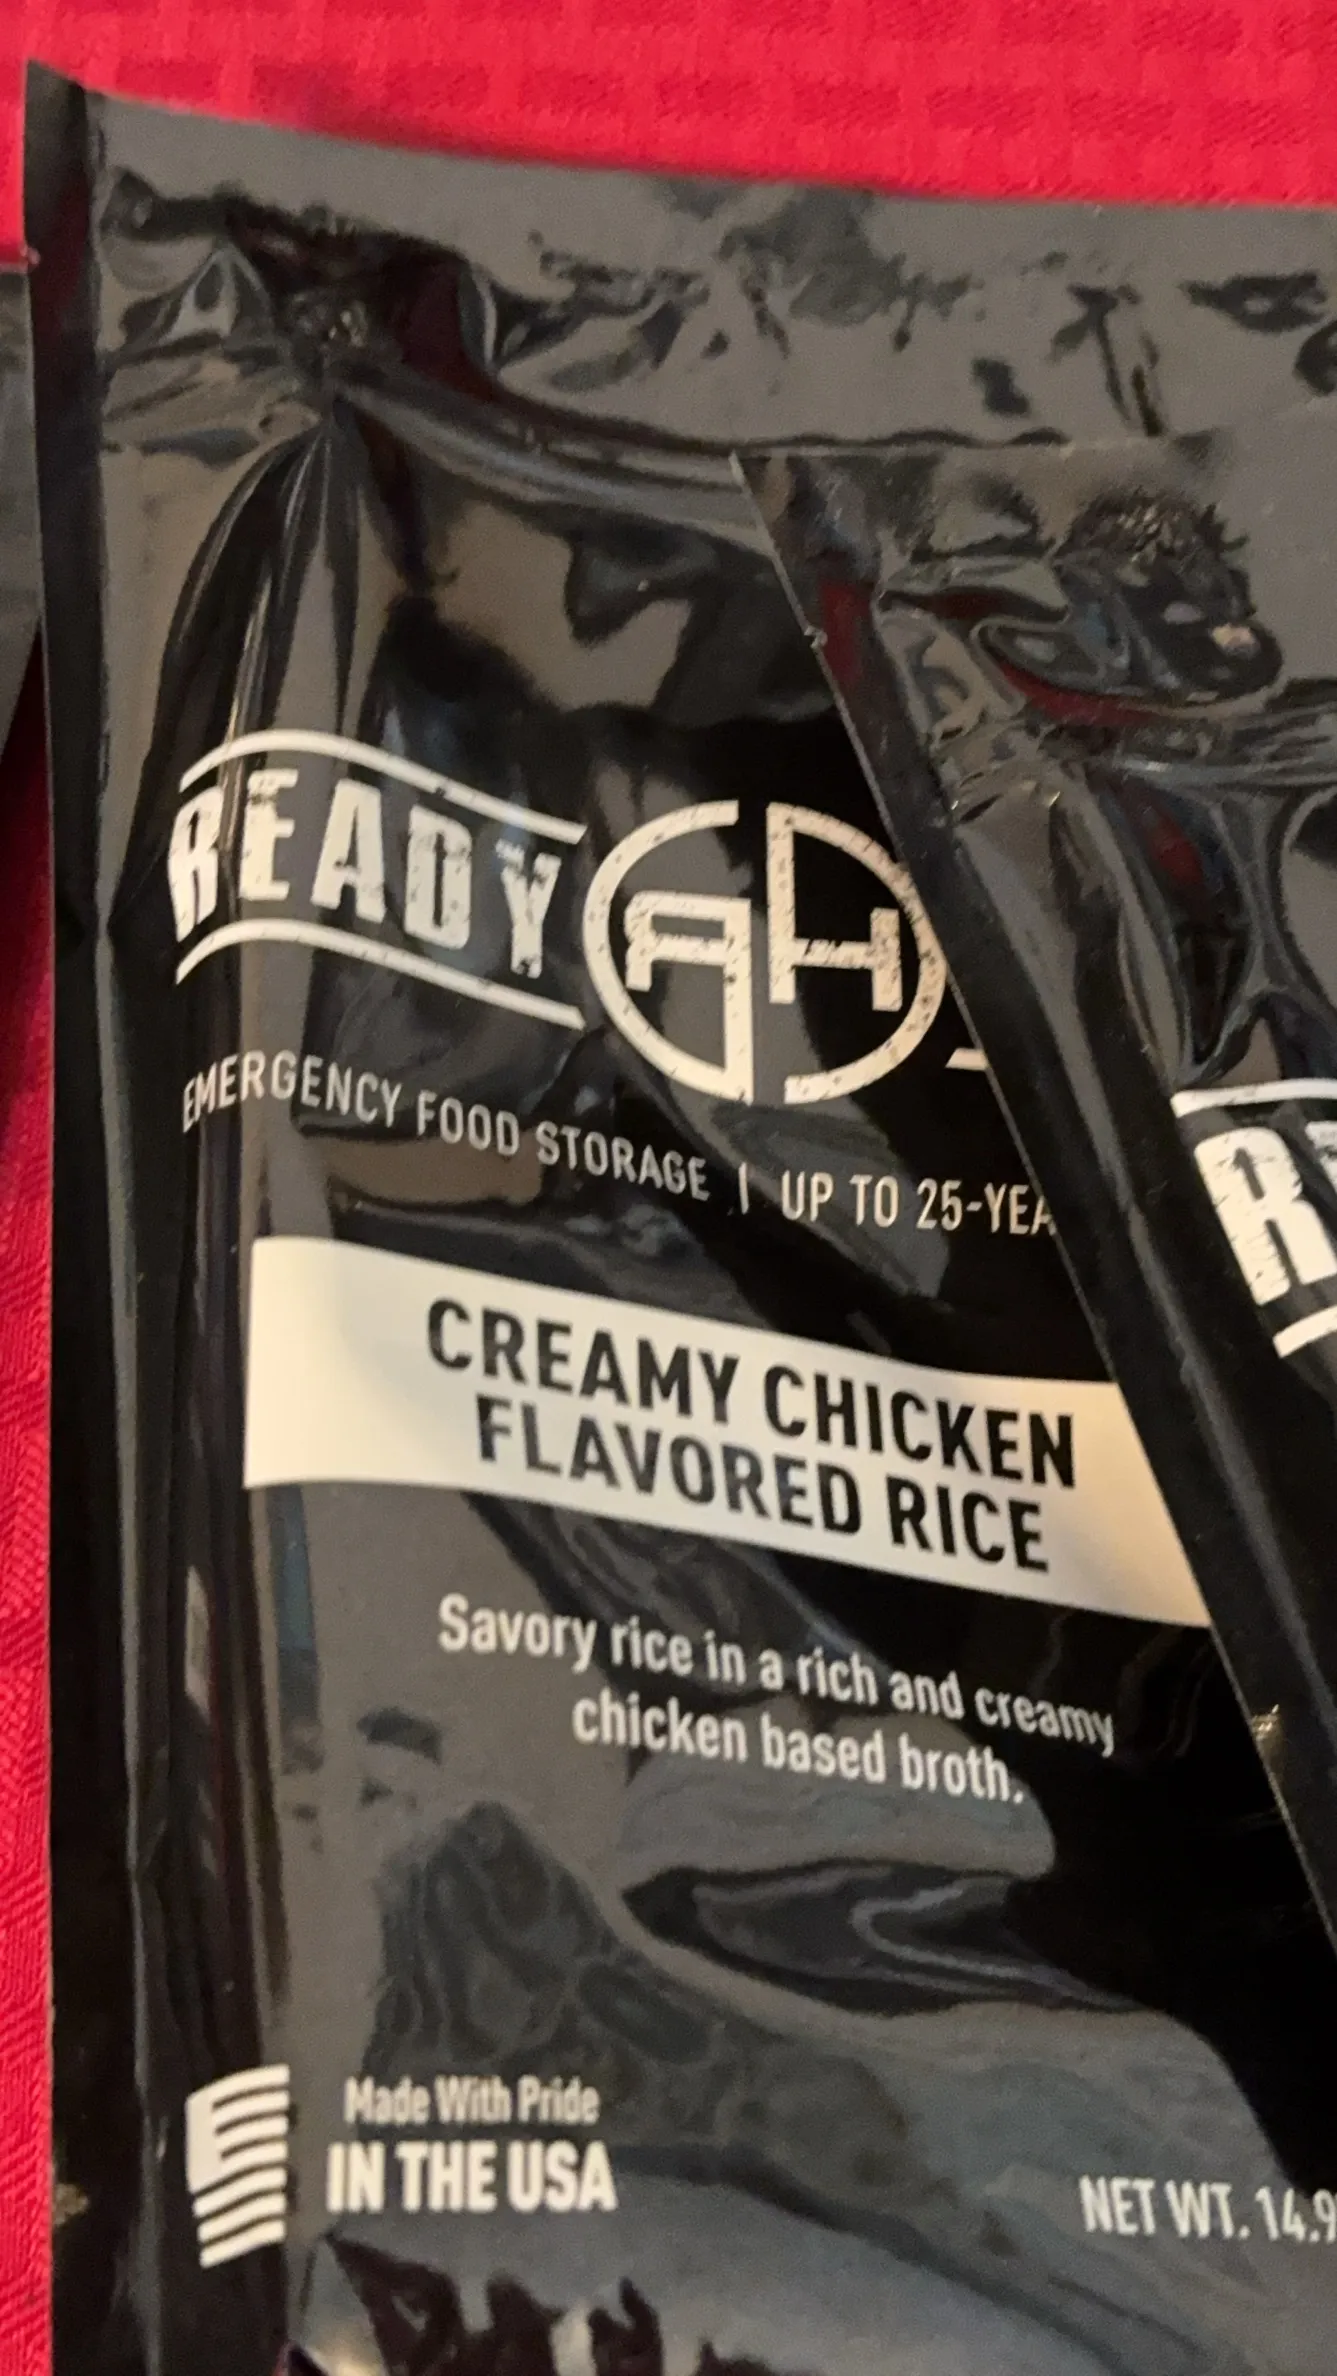 READY
EMERGENCY FOOD STORAGE | UP TO 25-YEA
CREAMY CHICKEN
FLAVORED RICE
Savory rice in a rich and creamy
chicken based broth.
Made With Pride
IN THE USA
NET WT. 14.9
R